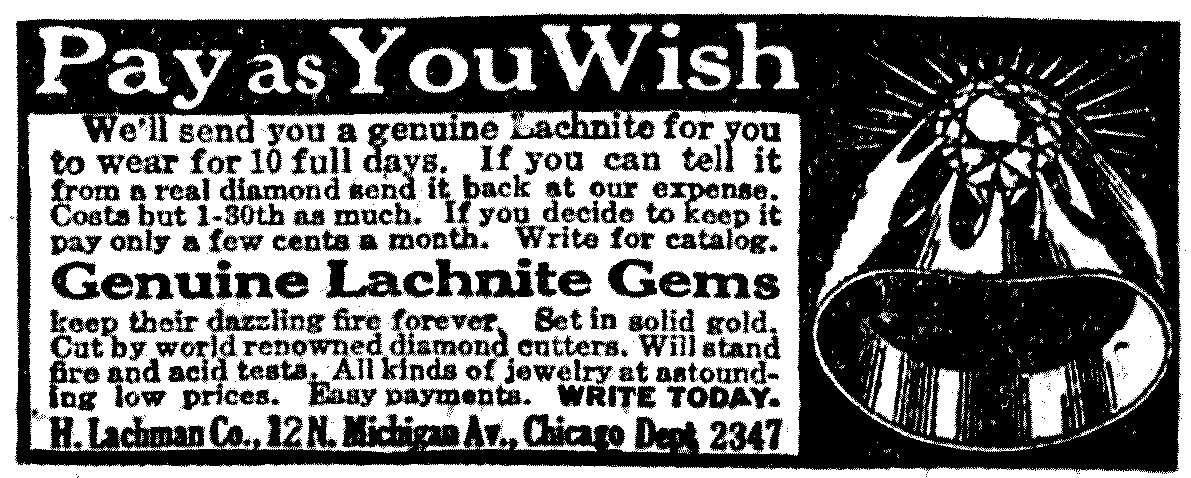 Pay as You Wish
We'll send you a genuine Lachnite for you
to wear for 10 full days. If you can tell it
from a real diamond send it back at our expense.
Costs but 1-30th as much. If you decide to keep it
pay only a few cents a month. Write for catalog.
Genuine Lachnite Gems
keep their dazzling fire forever. Set in solid gold.
Cut by world renowned diamond cutters. Will stand
fire and acid tests. All kinds of jewelry at astound-
ing low prices. Easy payments. WRITE TODAY.
H. Lachman Co., 12 N. Michigan Av., Chicago Dept 2347